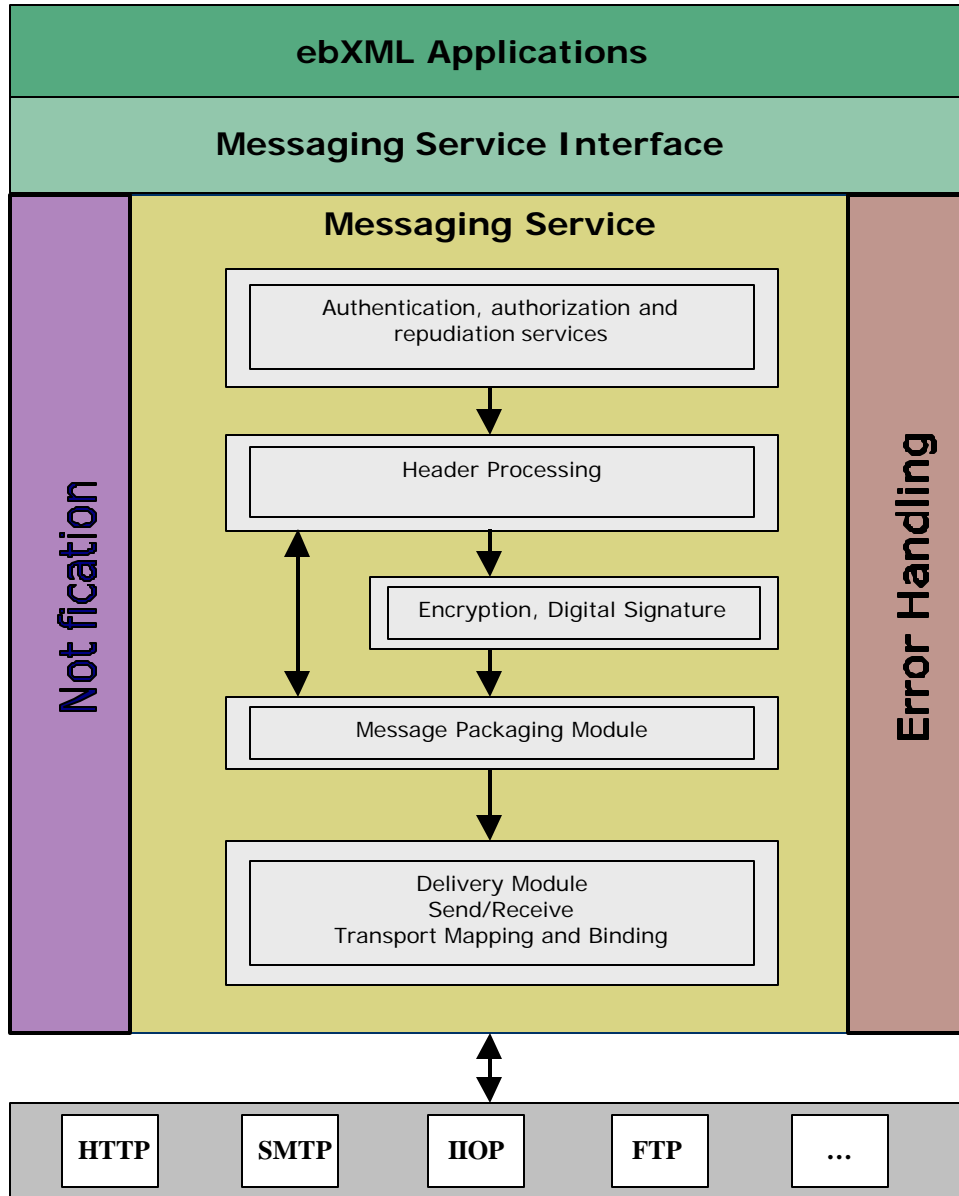 ebXML Applications
Messaging Service Interface
Messaging Service
Authentication, authorization and
repudiation services
Header Processing
Encryption, Digital Signature
Message Packaging Module
Delivery Module
Send/Receive
Transport Mapping and Binding
Not fication
Error Handling
HTTP
SMTP
IIOP
FTP
...